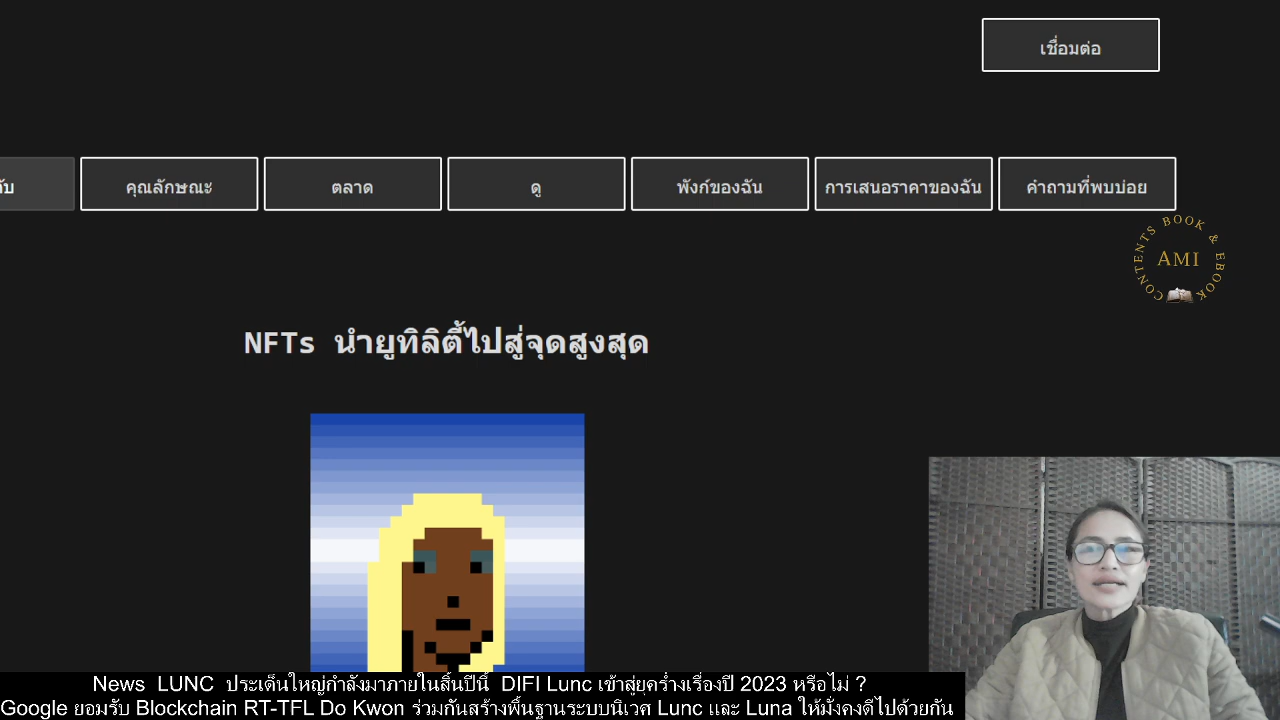 เชื่อมต่อ
คุณลักษณะ
ตลาด
ดู
พังก์ของฉัน
การเสนอราคาของฉัน
คำถามที่พบบ่อย
CONTENTS BOOK & EBOOK
AMI
NFTs นำยูทิลิตี้ไปสู่จุดสูงสุด
News LUNC ประเด็นใหญ่กำลังมาภายในสิ้นปีนี้ DIFI Lunc เข้าสู่ยุคร่ำงเรื่องปี 2023 หรือไม่ ?
Google ยอมรับ Blockchain RT-TFL Do Kwon ร่วมกันสร้างพื้นฐานระบบนิเวศ Lunc และ Luna ให้มั่งคงดีไปด้วยกัน